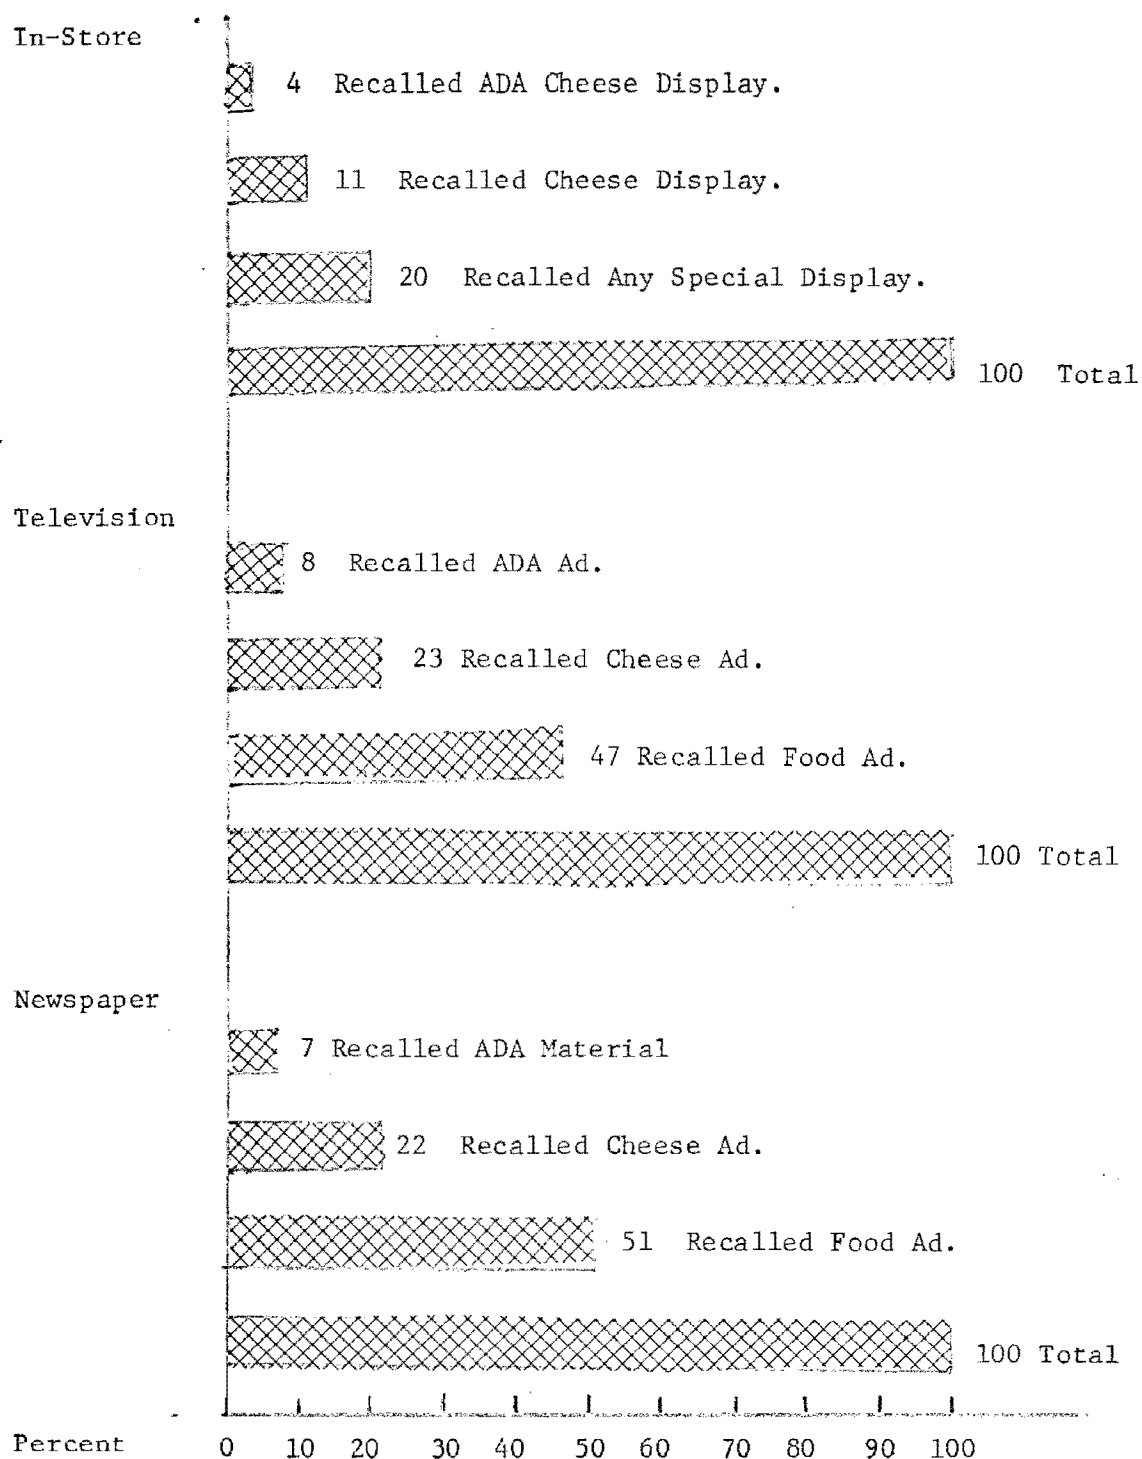 In-Store
4 Recalled ADA Cheese Display.
11 Recalled Cheese Display.
20 Recalled Any Special Display.
100 Total
Television
8 Recalled ADA Ad.
23 Recalled Cheese Ad.
47 Recalled Food Ad.
100 Total
Newspaper
7 Recalled ADA Material
22 Recalled Cheese Ad.
51 Recalled Food Ad.
100 Total
Percent 0 10 20 30 40 50 60 70 80 90 100